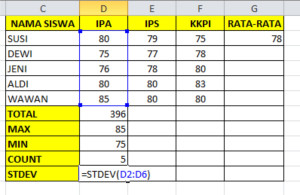 C D E F G
NAMA SISWA IPA IPS KKPI RATA-RATA
SUSI 80 79 75 78
DEWI 75 77 78
JENI 76 78 80
ALDI 80 80 83
WAWAN 85 80 80
TOTAL 396
MAX 85
MIN 75
COUNT 5
STDEV =STDEV(D2:D6)